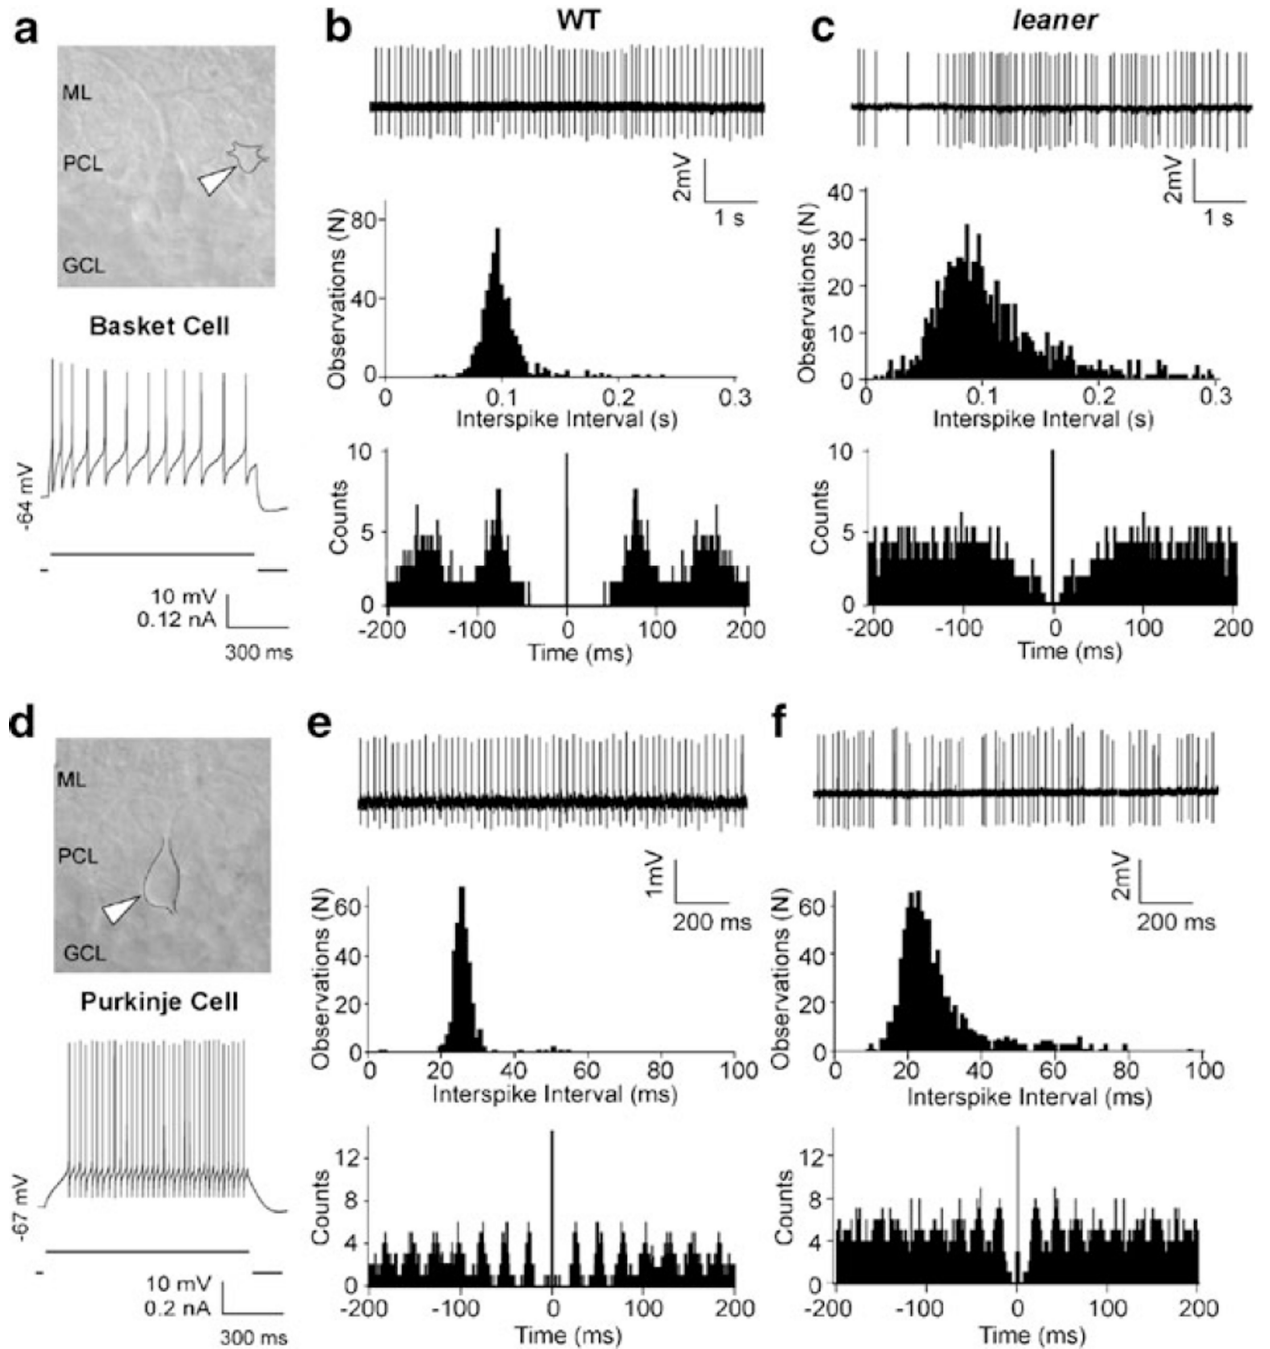 a
ML
PCL
GCL
Basket Cell
-64 mV
10 mV
0.12 nA
300 ms
b
WT
2mV
1 s
Observations (N)
80
40
0
0 0.1 0.2 0.3
Interspike Interval (s)
Counts
10
5
0
-200 -100 0 100 200
Time (ms)
c
leaner
2mV
1 s
Observations (N)
40
30
20
10
0
0 0.1 0.2 0.3
Interspike Interval (s)
Counts
10
5
0
-200 -100 0 100 200
Time (ms)
d
ML
PCL
GCL
Purkinje Cell
-67 mV
10 mV
0.2 nA
300 ms
e
1mV
200 ms
Observations (N)
60
40
20
0
0 20 40 60 80 100
Interspike Interval (ms)
Counts
12
8
4
0
-200 -100 0 100 200
Time (ms)
f
2mV
200 ms
Observations (N)
60
40
20
0
0 20 40 60 80 100
Interspike Interval (ms)
Counts
12
8
4
0
-200 -100 0 100 200
Time (ms)